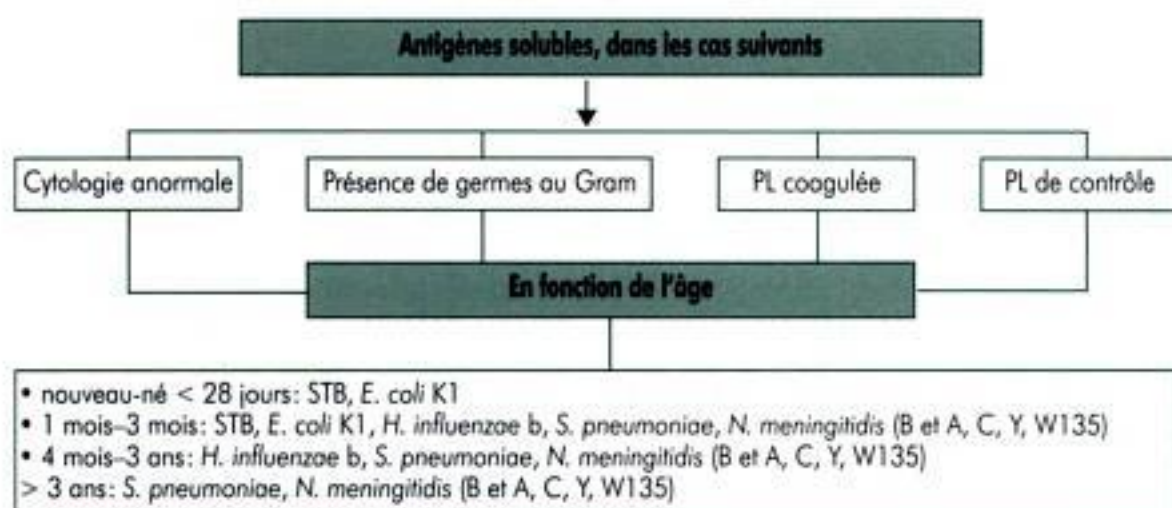 Antigènes solubles, dans les cas suivants
Cytologie anormale
Présence de germes au Gram
PL coagulée
PL de contrôle
En fonction de l'âge
• nouveau-né < 28 jours: STB, E. coli K1
• 1 mois–3 mois: STB, E. coli K1, H. influenzae b, S. pneumoniae, N. meningitidis (B et A, C, Y, W135)
• 4 mois–3 ans: H. influenzae b, S. pneumoniae, N. meningitidis (B et A, C, Y, W135)
> 3 ans: S. pneumoniae, N. meningitidis (B et A, C, Y, W135)